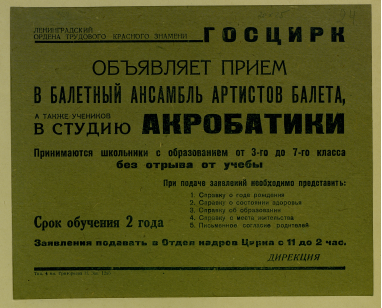 ЛЕНИНГРАДСКИЙ
ОРДЕНА ТРУДОВОГО КРАСНОГО ЗНАМЕНИ
ГОСЦИРК
ОБЪЯВЛЯЕТ ПРИЕМ
В БАЛЕТНЫЙ АНСАМБЛЬ АРТИСТОВ БАЛЕТА,
А ТАКЖЕ УЧЕНИКОВ
В СТУДИЮ АКРОБАТИКИ
Принимаются школьники с образованием от 3-го до 7-го класса
без отрыва от учебы
При подаче заявлений необходимо представить:
1. Справку о годе рождения
2. Справку о состоянии здоровья
3. Справку об образовании
4. Справку о месте жительства
5. Письменное согласие родителей
Срок обучения 2 года
Заявления подавать в Отдел кадров Цирка с 11 до 2 час.
ДИРЕКЦИЯ